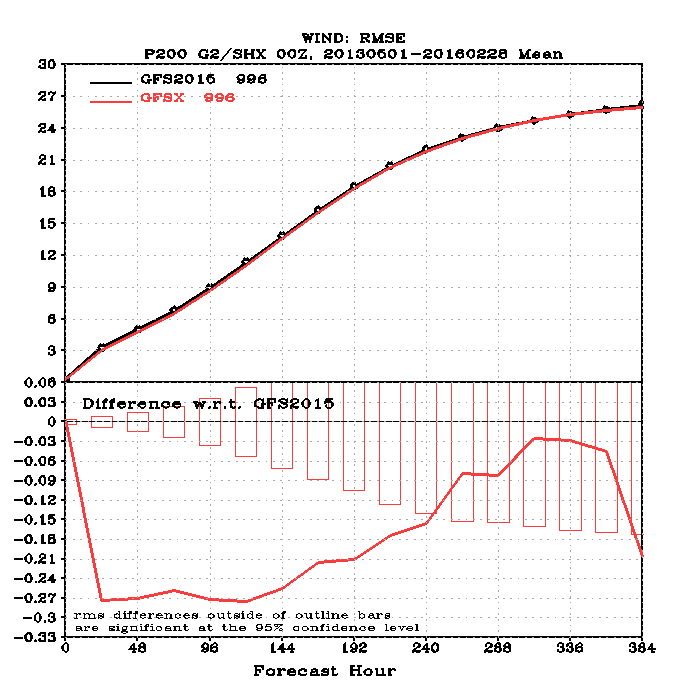 WIND: RMSE
P200 G2/SHX 00Z, 20130601-20160228 Mean
30
GFS2015 996
27
GFSX 996
24
21
18
15
12
9
6
3
0.06
0.03
Difference w.r.t. GFS2015
0
-0.03
-0.06
-0.09
-0.12
-0.15
-0.18
-0.21
-0.24
-0.27
-0.3
rms differences outside of outline bars
are significant at the 95% confidence level
-0.33
0 48 96 144 192 240 288 336 384
Forecast Hour